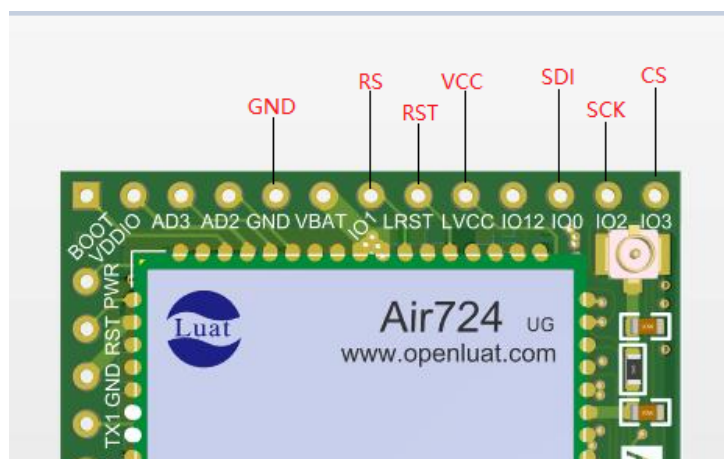 GND RS RST VCC SDI SCK CS
BOOT VDDIO AD3 AD2 GND VBAT IO1 LRST LVCC IO12 IO0 IO2 IO3
PWR
RST
GND
TX1
Luat
Air724 UG
www.openluat.com